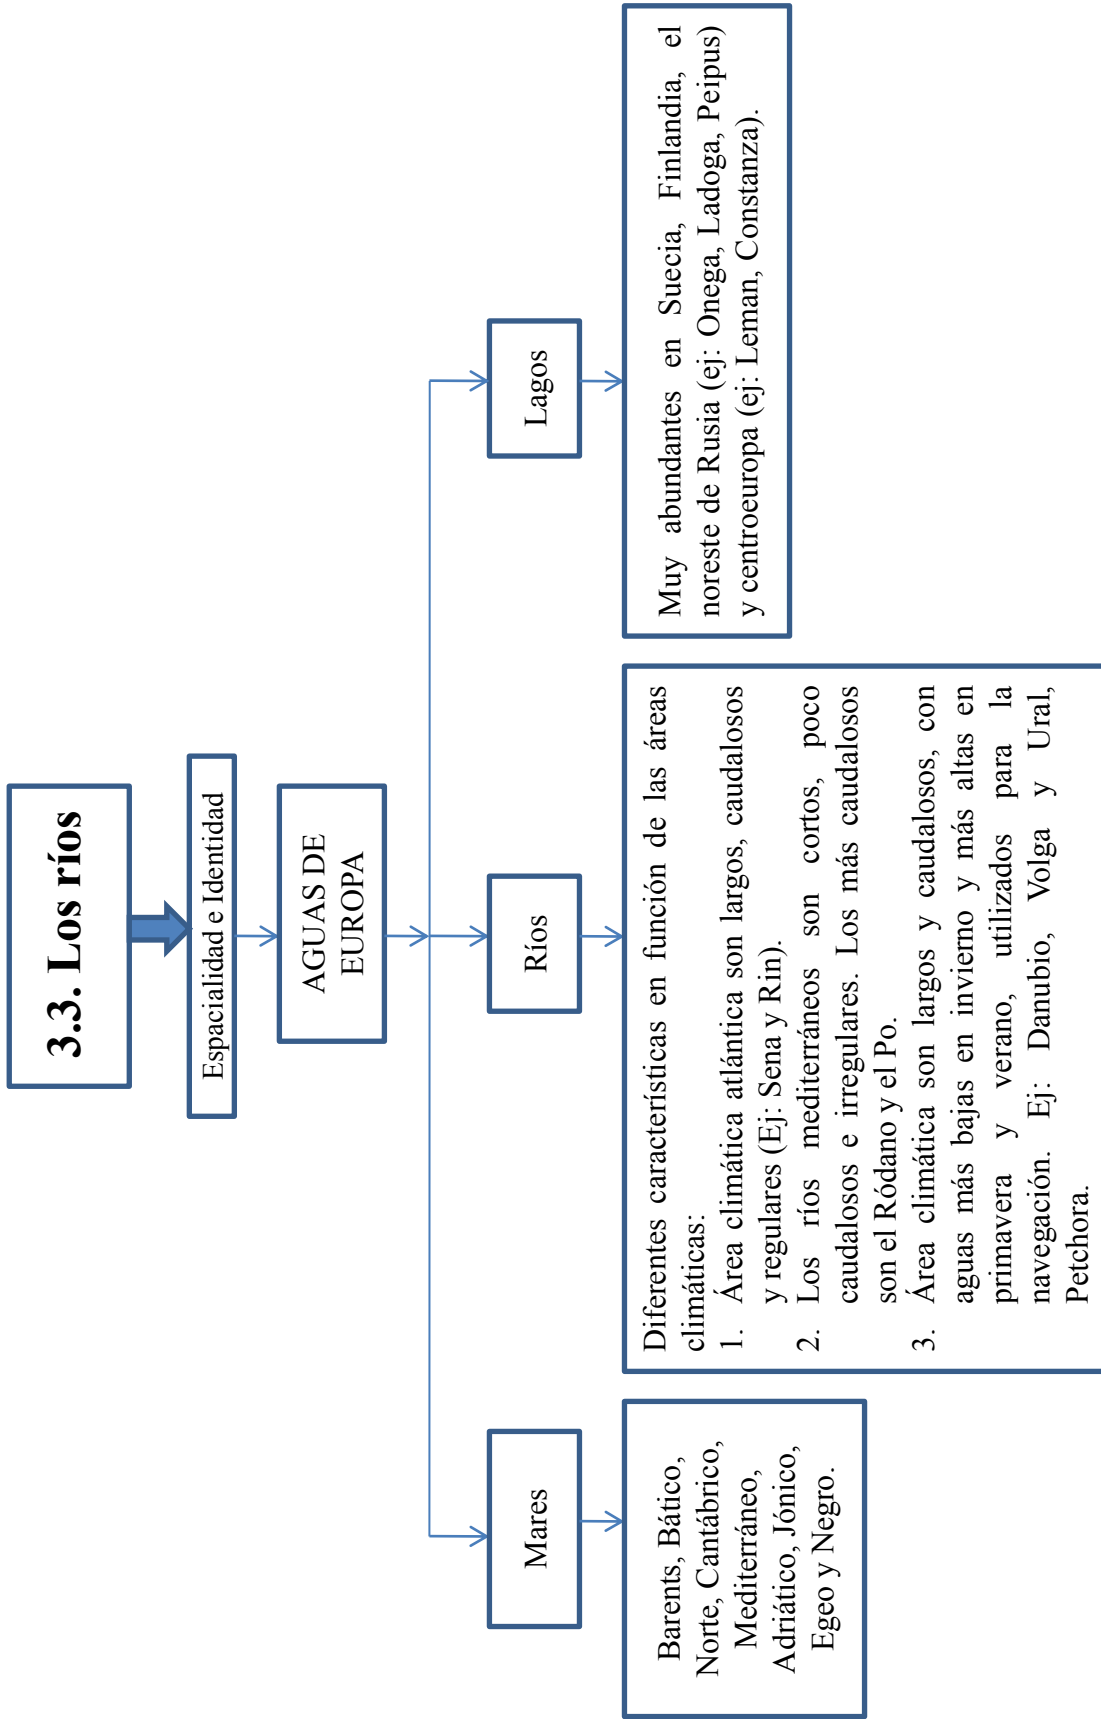 3.3. Los ríos
Espacialidad e Identidad
AGUAS DE
EUROPA
Mares
Ríos
Lagos
Barents, Bático,
Norte, Cantábrico,
Mediterráneo,
Adriático, Jónico,
Egeo y Negro.
Diferentes características en función de las áreas
climáticas:
1. Área climática atlántica son largos, caudalosos
y regulares (Ej: Sena y Rin).
2. Los ríos mediterráneos son cortos, poco
caudalosos e irregulares. Los más caudalosos
son el Ródano y el Po.
3. Área climática son largos y caudalosos, con
aguas más bajas en invierno y más altas en
primavera y verano, utilizados para la
navegación. Ej: Danubio, Volga y Ural,
Petchora.
Muy abundantes en Suecia, Finlandia, el
noreste de Rusia (ej: Onega, Ladoga, Peipus)
y centroeuropa (ej: Leman, Constanza).